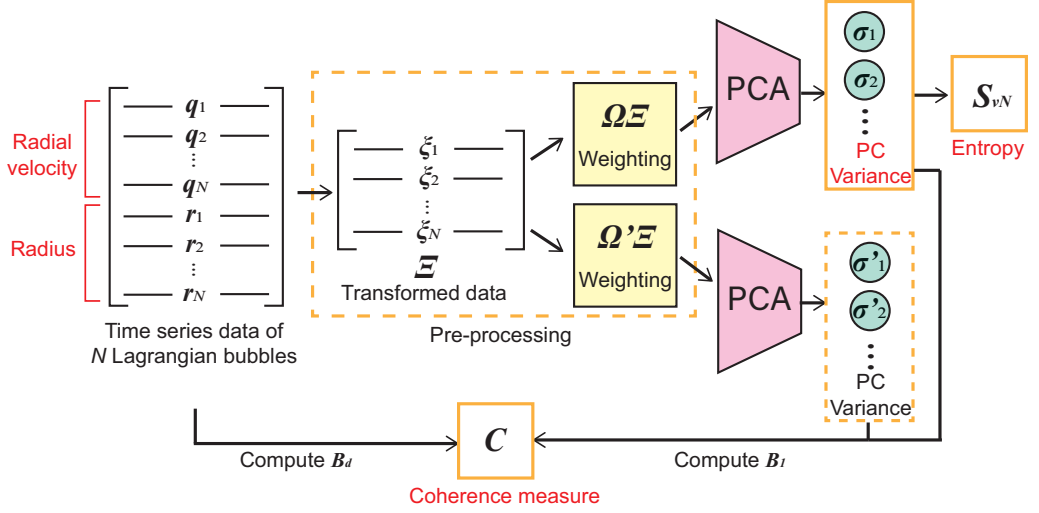 Radial
velocity
Radius
q1
q2
...
qN
r1
r2
...
rN
Time series data of
N Lagrangian bubbles
ξ1
ξ2
...
ξN
Ξ
Transformed data
ΩΞ
Weighting
Ω'Ξ
Weighting
Pre-processing
PCA
PCA
σ1
σ2
...
PC
Variance
SvN
Entropy
σ'1
σ'2
...
PC
Variance
Compute Bd
C
Coherence measure
Compute B1